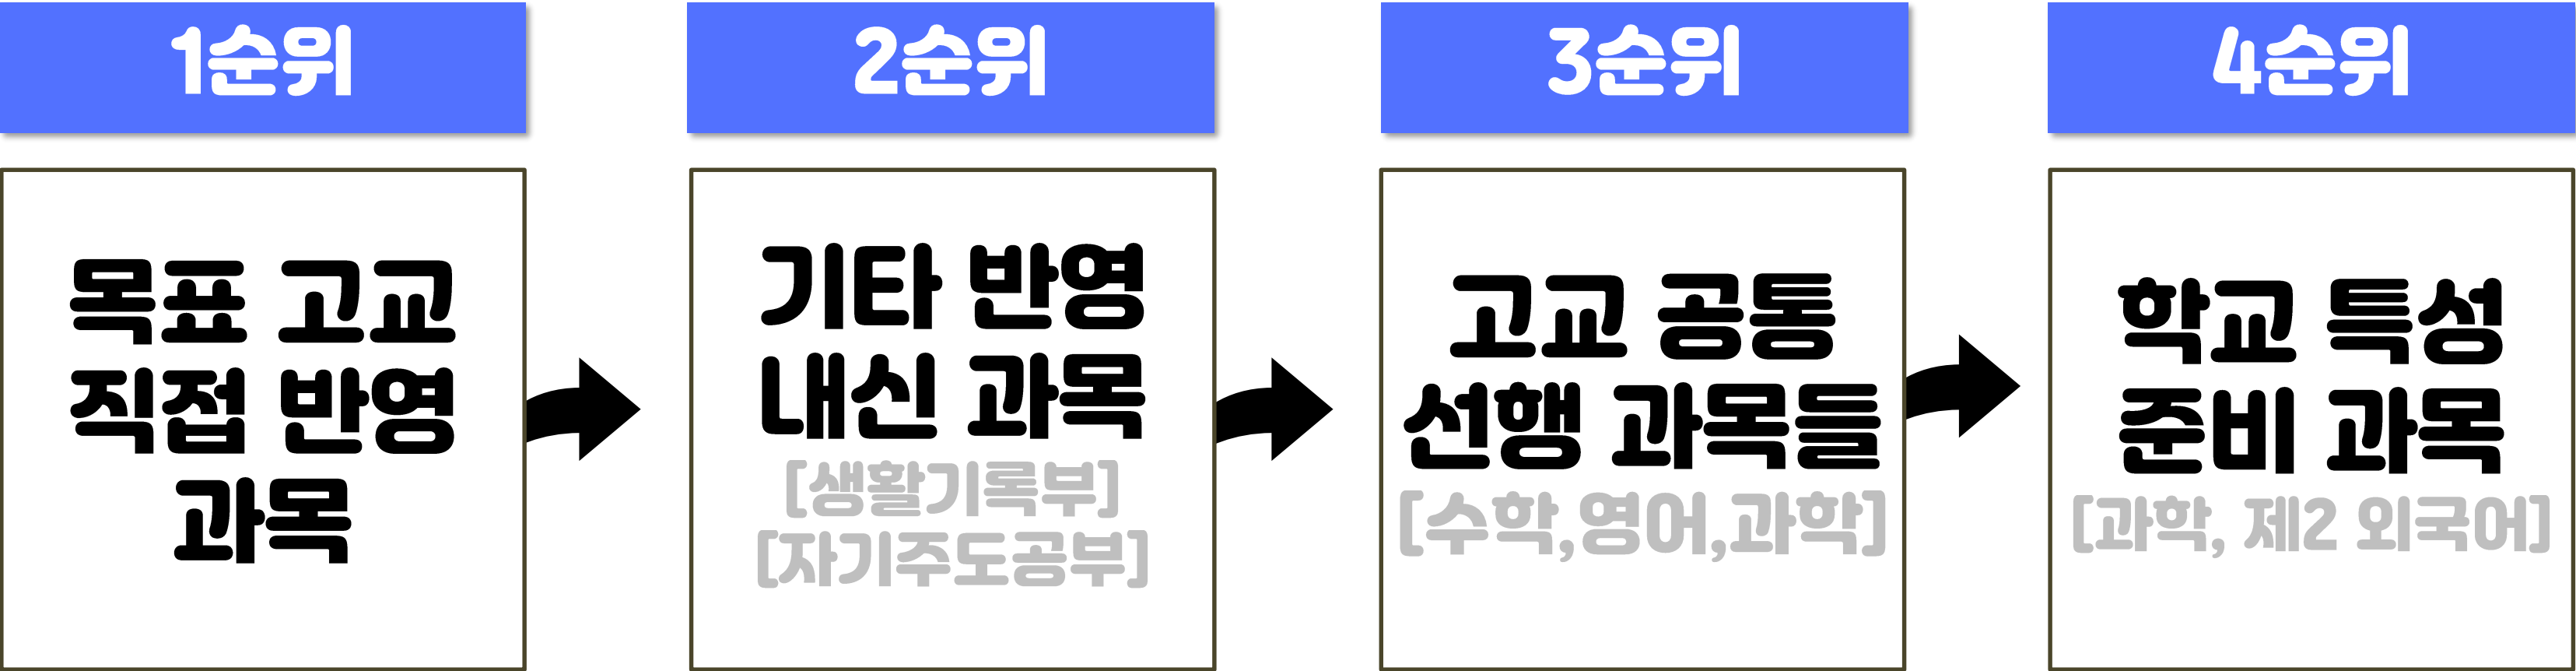 1순위
목표 고교
직접 반영
과목
2순위
기타 반영
내신 과목
[생활기록부]
[자기주도공부]
3순위
고교 공통
선행 과목들
[수학,영어,과학]
4순위
학교 특성
준비 과목
[과학, 제2 외국어]